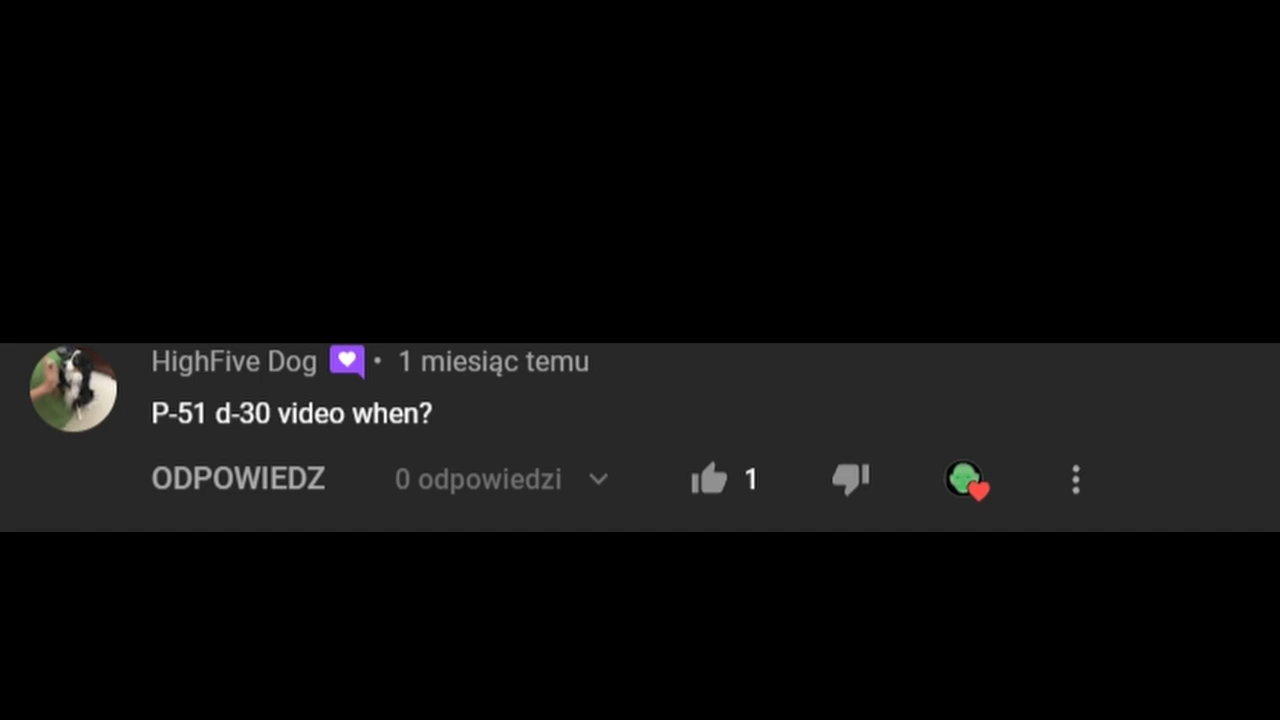 HighFive Dog • 1 miesiąc temu
P-51 d-30 video when?
ODPOWIEDZ 0 odpowiedzi 1